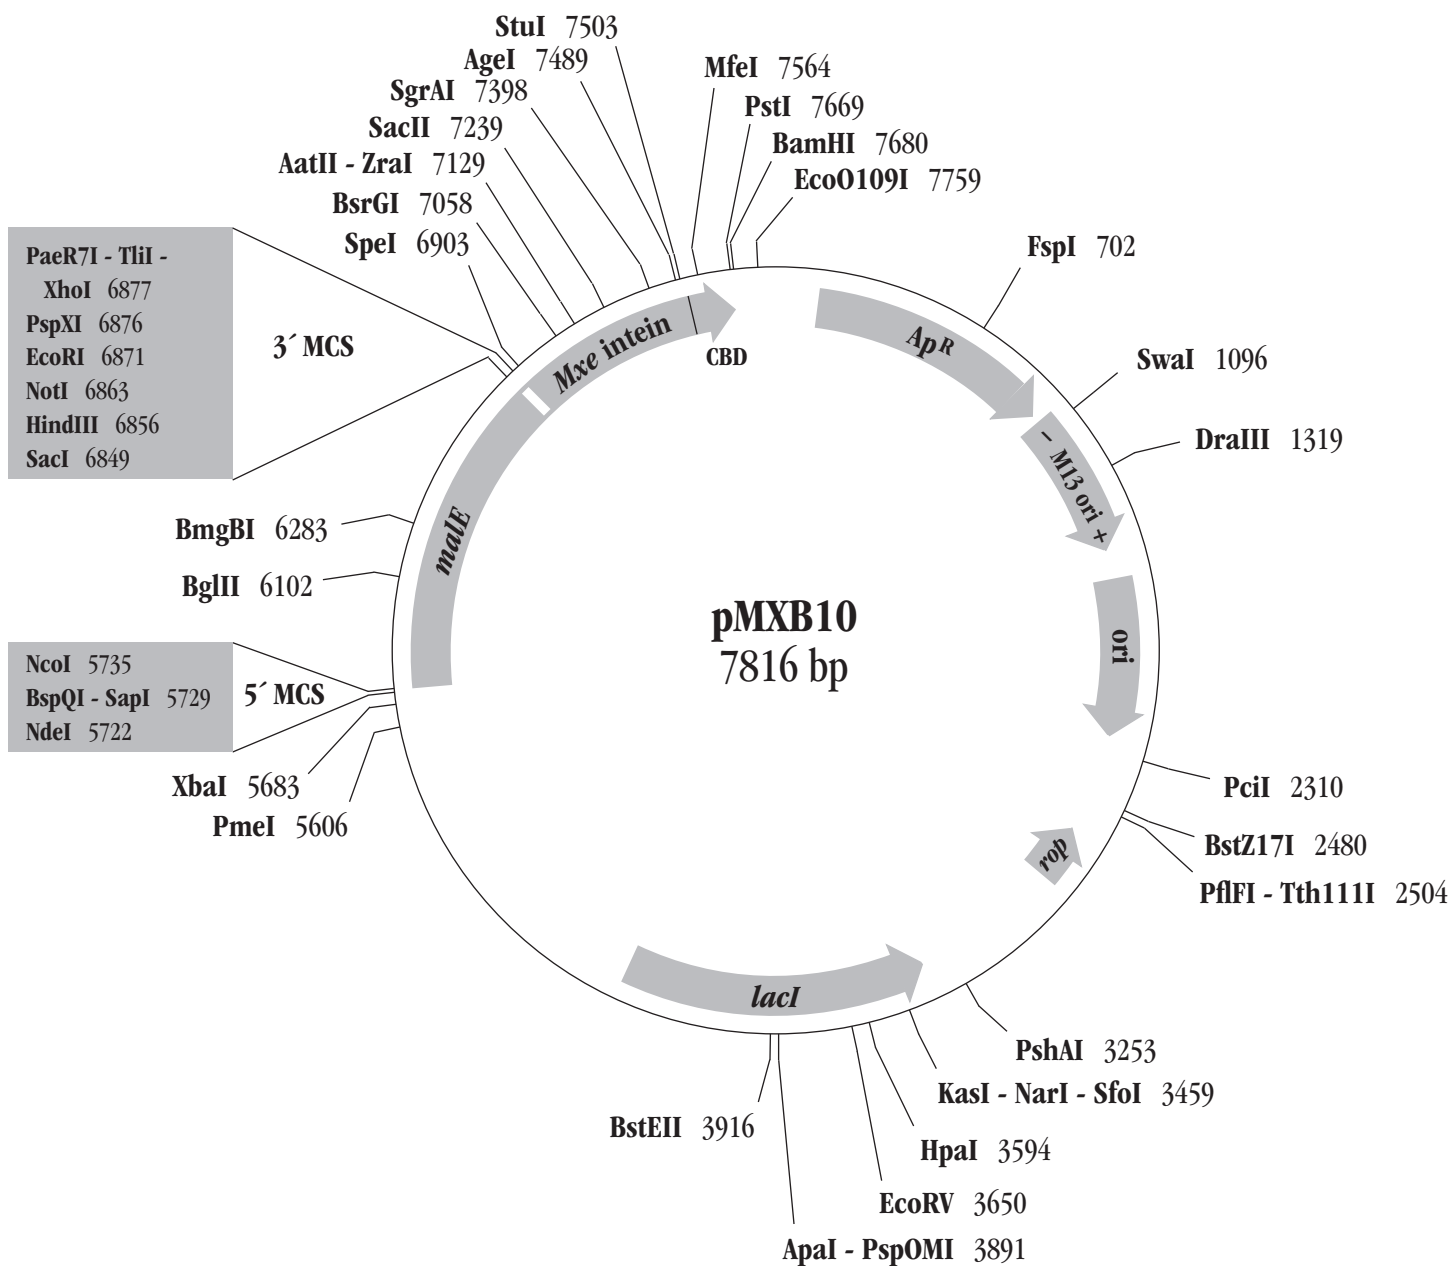 StuI 7503
AgeI 7489
SgrAI 7398
SacII 7239
AatII - ZraI 7129
BsrGI 7058
SpeI 6903
MfeI 7564
PstI 7669
BamHI 7680
EcoO109I 7759
FspI 702
SwaI 1096
DraIII 1319
PaeR7I - TliI -
XhoI 6877
PspXI 6876
EcoRI 6871
NotI 6863
HindIII 6856
SacI 6849
3´ MCS
Mxe intein
CBD
ApR
– M13 ori +
malE
ori
BmgBI 6283
BglII 6102
pMXB10
7816 bp
NcoI 5735
BspQI - SapI 5729
NdeI 5722
5´ MCS
XbaI 5683
PmeI 5606
PciI 2310
BstZ17I 2480
PflFI - Tth111I 2504
rop
lacI
PshAI 3253
KasI - NarI - SfoI 3459
HpaI 3594
EcoRV 3650
ApaI - PspOMI 3891
BstEII 3916